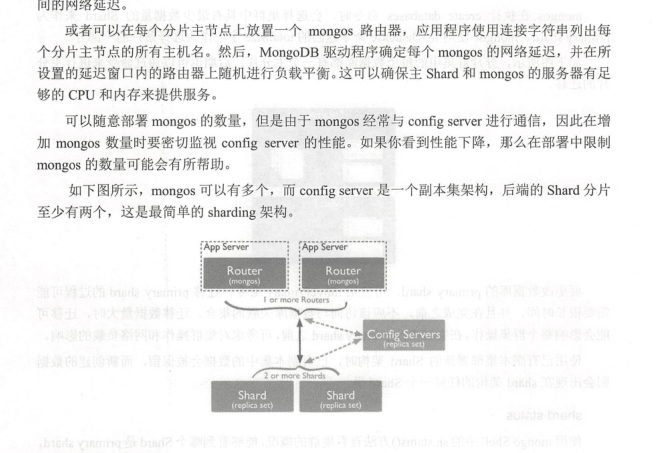 间的网络延迟。
或者可以在每个分片主节点上放置一个 mongos 路由器，应用程序使用连接字符串列出每
个分片主节点的所有主机名。然后，MongoDB 驱动程序确定每个 mongos 的网络延迟，并在所
设置的延迟窗口内的路由器上随机进行负载平衡。这可以确保主 Shard 和 mongos 的服务器有足
够的 CPU 和内存来提供服务。
可以随意部署 mongos 的数量，但是由于 mongos 经常与 config server 进行通信，因此在增
加 mongos 数量时要密切监视 config server 的性能。如果你看到性能下降，那么在部署中限制
mongos 的数量可能会有所帮助。
如下图所示，mongos 可以有多个，而 config server 是一个副本集架构，后端的 Shard 分片
至少有两个，这是最简单的 sharding 架构。
App Server App Server
Router Router
(mongos) (mongos)
1 or more Routers
Config Servers
(replica set)
2 or more Shards
Shard Shard
(replica set) (replica set)